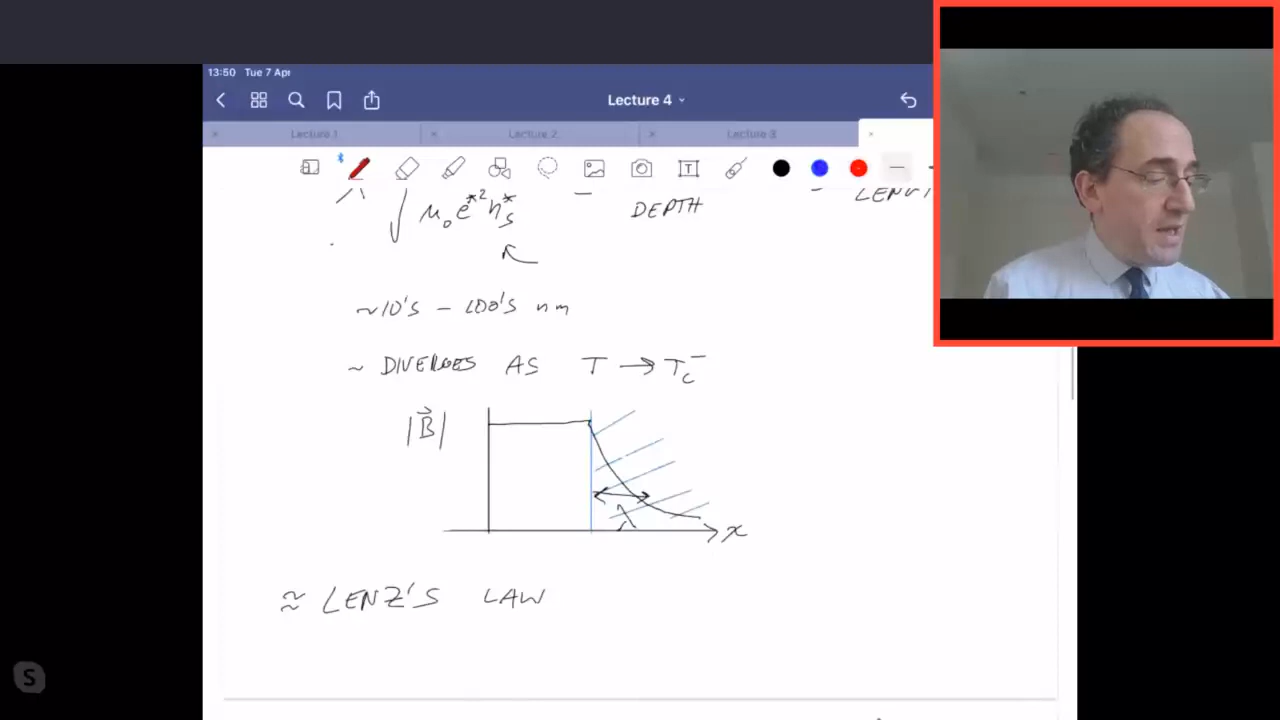 13:50 Tue 7 Apr
Lecture 4
Lecture 1 Lecture 2 Lecture 3
T
√ μ₀e*²n*ₛ
DEPTH
~10'S – 100'S nm
~ DIVERGES AS T → T_c⁻
|B⃗|
λ
x
≈ LENZ'S LAW
S